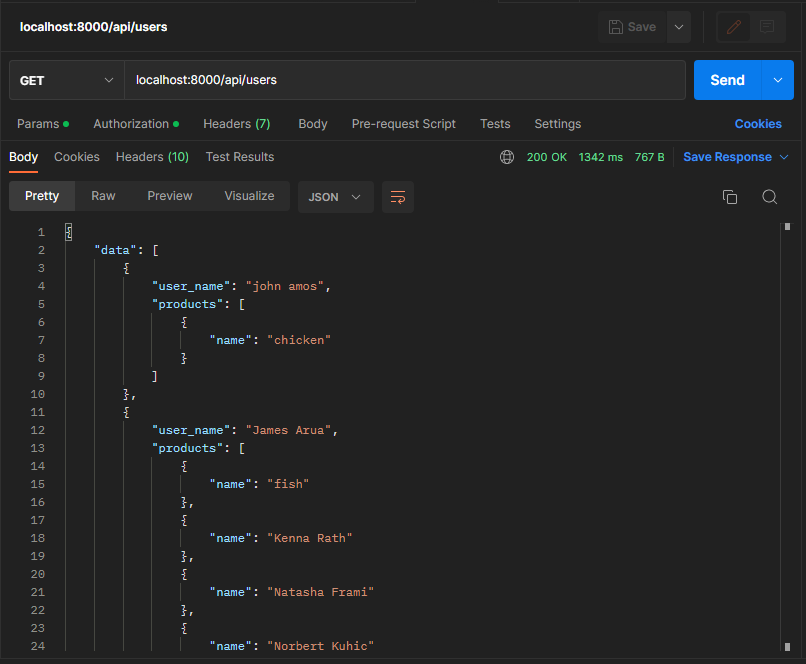 localhost:8000/api/users Save
GET localhost:8000/api/users Send
Params Authorization Headers (7) Body Pre-request Script Tests Settings Cookies
Body Cookies Headers (10) Test Results 200 OK 1342 ms 767 B Save Response
Pretty Raw Preview Visualize JSON
1 {
2 "data": [
3 {
4 "user_name": "john amos",
5 "products": [
6 {
7 "name": "chicken"
8 }
9 ]
10 },
11 {
12 "user_name": "James Arua",
13 "products": [
14 {
15 "name": "fish"
16 },
17 {
18 "name": "Kenna Rath"
19 },
20 {
21 "name": "Natasha Frami"
22 },
23 {
24 "name": "Norbert Kuhic"